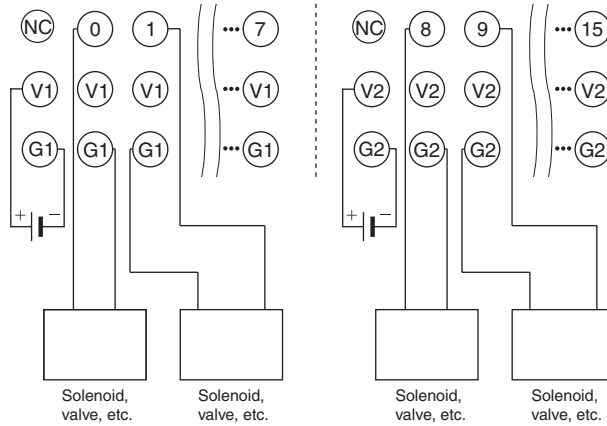 NC 0 1 ••• 7 NC 8 9 ••• 15
V1 V1 V1 ••• V1 V2 V2 V2 ••• V2
G1 G1 G1 ••• G1 G2 G2 G2 ••• G2
+ − + −
Solenoid, Solenoid, Solenoid, Solenoid,
valve, etc. valve, etc. valve, etc. valve, etc.